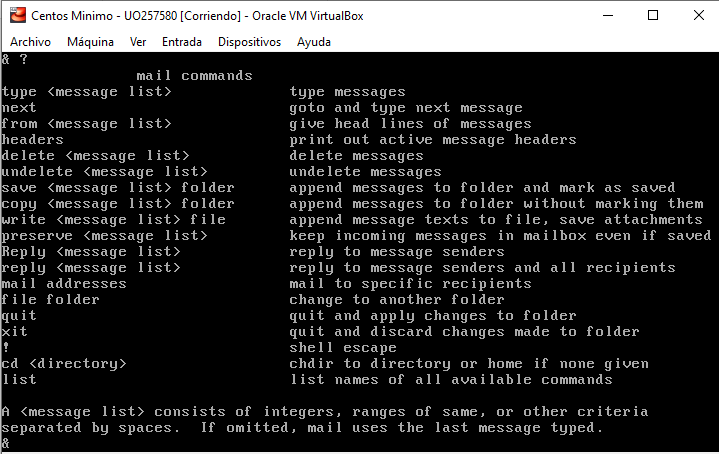 Centos Minimo - UO257580 [Corriendo] - Oracle VM VirtualBox
Archivo Máquina Ver Entrada Dispositivos Ayuda
& ?
mail commands
type <message list> type messages
next goto and type next message
from <message list> give head lines of messages
headers print out active message headers
delete <message list> delete messages
undelete <message list> undelete messages
save <message list> folder append messages to folder and mark as saved
copy <message list> folder append messages to folder without marking them
write <message list> file append message texts to file, save attachments
preserve <message list> keep incoming messages in mailbox even if saved
Reply <message list> reply to message senders
reply <message list> reply to message senders and all recipients
mail addresses mail to specific recipients
file folder change to another folder
quit quit and apply changes to folder
xit quit and discard changes made to folder
! shell escape
cd <directory> chdir to directory or home if none given
list list names of all available commands
A <message list> consists of integers, ranges of same, or other criteria
separated by spaces. If omitted, mail uses the last message typed.
&